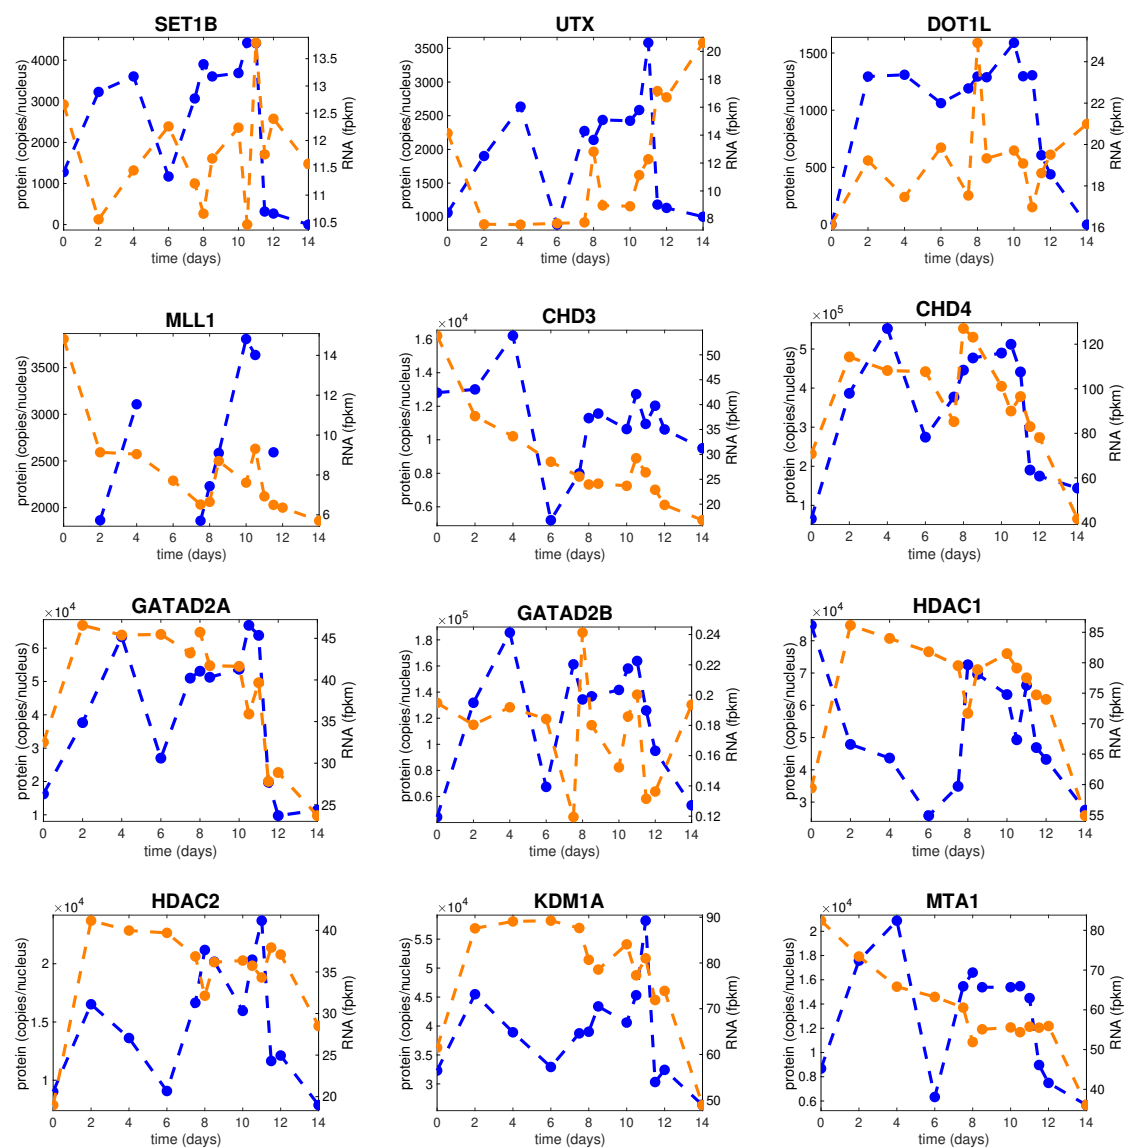 SET1B
UTX
DOT1L
protein (copies/nucleus)
4000
3000
2000
1000
0
13.5
13
12.5
12
11.5
11
10.5
RNA (fpkm)
0 2 4 6 8 10 12 14
time (days)
protein (copies/nucleus)
3500
3000
2500
2000
1500
1000
20
18
16
14
12
10
8
RNA (fpkm)
0 2 4 6 8 10 12 14
time (days)
protein (copies/nucleus)
1500
1000
500
0
24
22
20
18
16
RNA (fpkm)
0 2 4 6 8 10 12 14
time (days)
MLL1
CHD3
CHD4
protein (copies/nucleus)
3500
3000
2500
2000
14
12
10
8
6
RNA (fpkm)
0 2 4 6 8 10 12 14
time (days)
×10⁴
protein (copies/nucleus)
1.6
1.4
1.2
1
0.8
0.6
50
45
40
35
30
25
20
RNA (fpkm)
0 2 4 6 8 10 12 14
time (days)
×10⁵
protein (copies/nucleus)
5
4
3
2
1
120
100
80
60
40
RNA (fpkm)
0 2 4 6 8 10 12 14
time (days)
GATAD2A
GATAD2B
HDAC1
×10⁴
protein (copies/nucleus)
6
5
4
3
2
1
45
40
35
30
25
RNA (fpkm)
0 2 4 6 8 10 12 14
time (days)
×10⁵
protein (copies/nucleus)
1.8
1.6
1.4
1.2
1
0.8
0.6
0.24
0.22
0.2
0.18
0.16
0.14
0.12
RNA (fpkm)
0 2 4 6 8 10 12 14
time (days)
×10⁴
protein (copies/nucleus)
8
7
6
5
4
3
85
80
75
70
65
60
55
RNA (fpkm)
0 2 4 6 8 10 12 14
time (days)
HDAC2
KDM1A
MTA1
×10⁴
protein (copies/nucleus)
2
1.5
1
40
35
30
25
20
RNA (fpkm)
0 2 4 6 8 10 12 14
time (days)
×10⁴
protein (copies/nucleus)
5.5
5
4.5
4
3.5
3
90
80
70
60
50
RNA (fpkm)
0 2 4 6 8 10 12 14
time (days)
×10⁴
protein (copies/nucleus)
2
1.8
1.6
1.4
1.2
1
0.8
0.6
80
70
60
50
40
RNA (fpkm)
0 2 4 6 8 10 12 14
time (days)